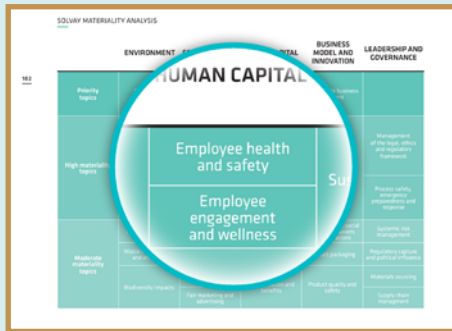 SOLVAY MATERIALITY ANALYSIS
ENVIRONMENT
HUMAN CAPITAL
BUSINESS
MODEL AND
INNOVATION
LEADERSHIP AND
GOVERNANCE
102
Priority
topics
business
High materiality
topics
Employee health
and safety
Employee
engagement
and wellness
Management
of the legal, ethics
and regulatory
framework
Process safety,
emergency
preparedness and
response
Moderate
materiality
topics
Systemic risk
management
packaging
Regulatory capture
and political influence
Biodiversity impacts
Fair marketing and
advertising
benefits
Product quality and
safety
Materials sourcing
Supply chain
management